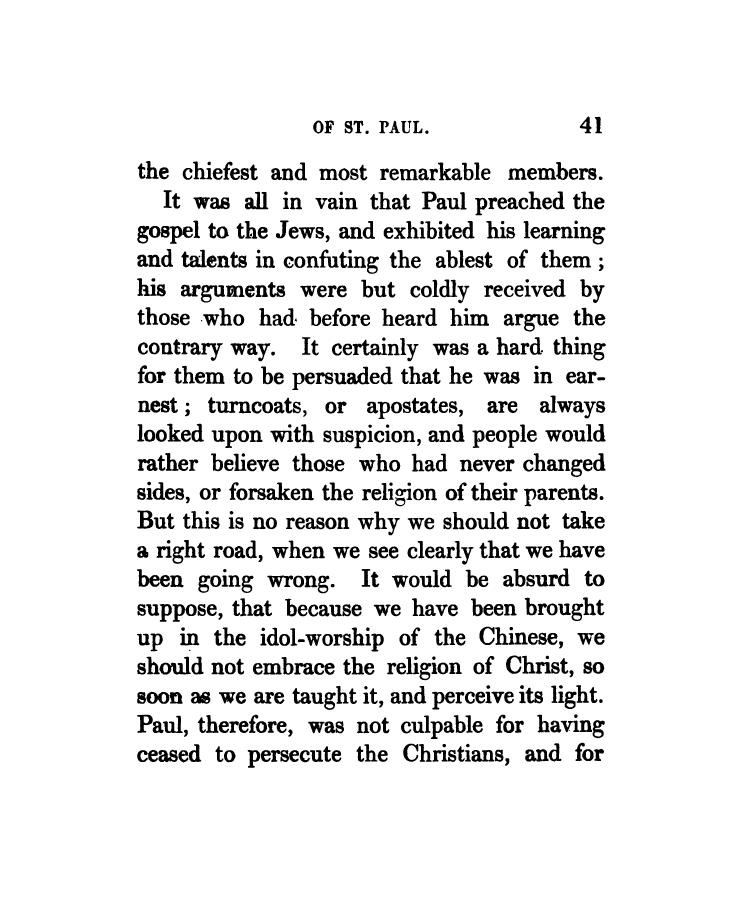 OF ST. PAUL. 41
the chiefest and most remarkable members.
It was all in vain that Paul preached the
gospel to the Jews, and exhibited his learning
and talents in confuting the ablest of them ;
his arguments were but coldly received by
those who had before heard him argue the
contrary way. It certainly was a hard thing
for them to be persuaded that he was in ear-
nest ; turncoats, or apostates, are always
looked upon with suspicion, and people would
rather believe those who had never changed
sides, or forsaken the religion of their parents.
But this is no reason why we should not take
a right road, when we see clearly that we have
been going wrong. It would be absurd to
suppose, that because we have been brought
up in the idol-worship of the Chinese, we
should not embrace the religion of Christ, so
soon as we are taught it, and perceive its light.
Paul, therefore, was not culpable for having
ceased to persecute the Christians, and for